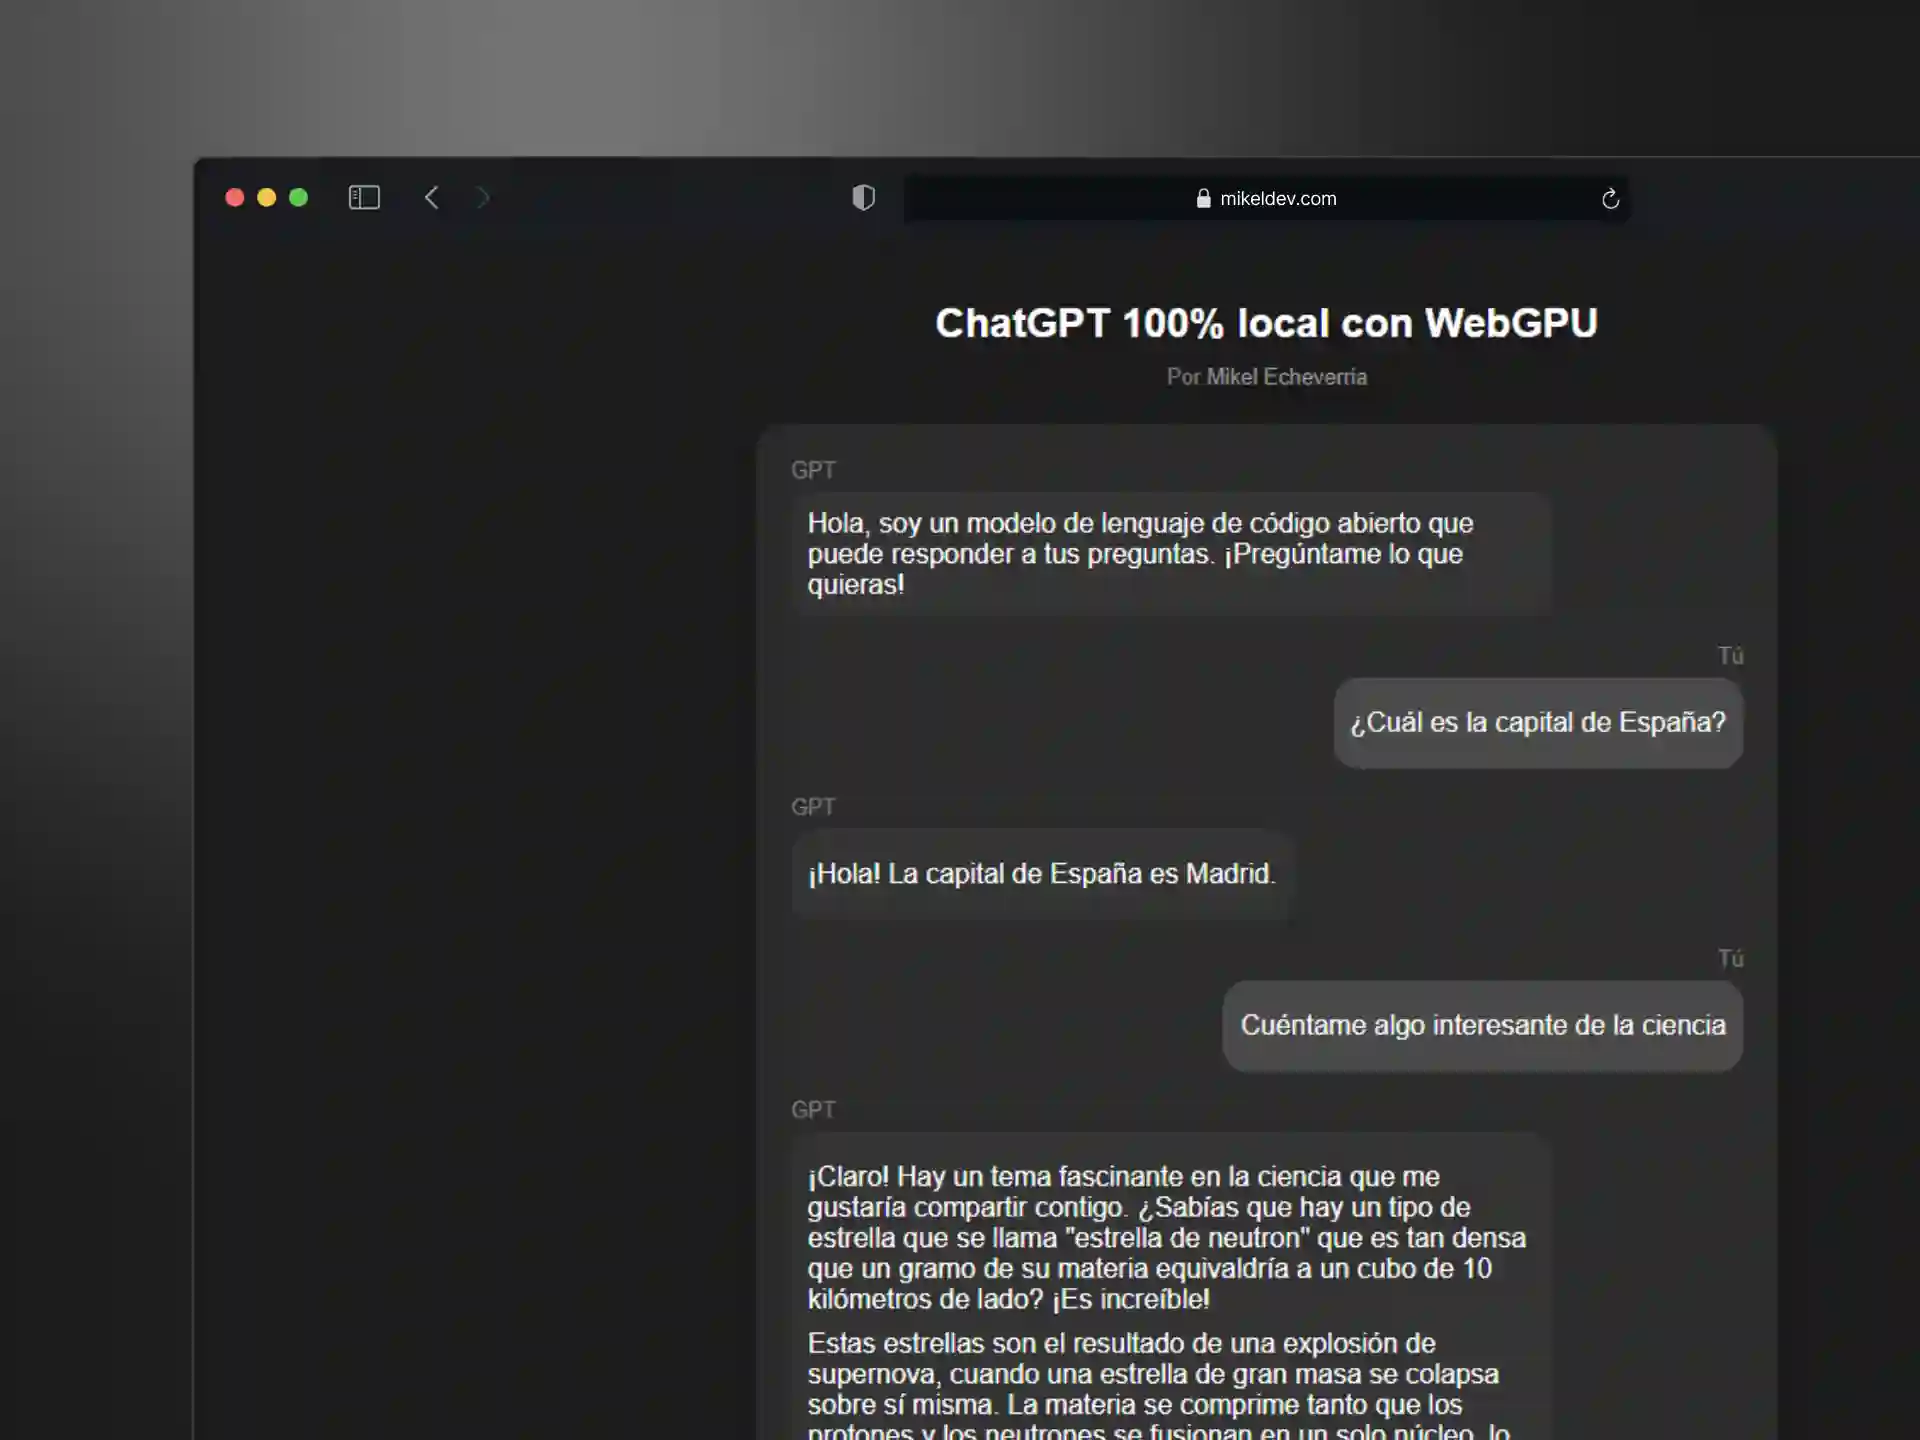 mikeldev.com
ChatGPT 100% local con WebGPU
Por Mikel Echeverria
GPT
Hola, soy un modelo de lenguaje de código abierto que
puede responder a tus preguntas. ¡Pregúntame lo que
quieras!
Tú
¿Cuál es la capital de España?
GPT
¡Hola! La capital de España es Madrid.
Tú
Cuéntame algo interesante de la ciencia
GPT
¡Claro! Hay un tema fascinante en la ciencia que me
gustaría compartir contigo. ¿Sabías que hay un tipo de
estrella que se llama "estrella de neutron" que es tan densa
que un gramo de su materia equivaldría a un cubo de 10
kilómetros de lado? ¡Es increíble!
Estas estrellas son el resultado de una explosión de
supernova, cuando una estrella de gran masa se colapsa
sobre sí misma. La materia se comprime tanto que los
protones y los neutrones se fusionan en un solo núcleo, lo